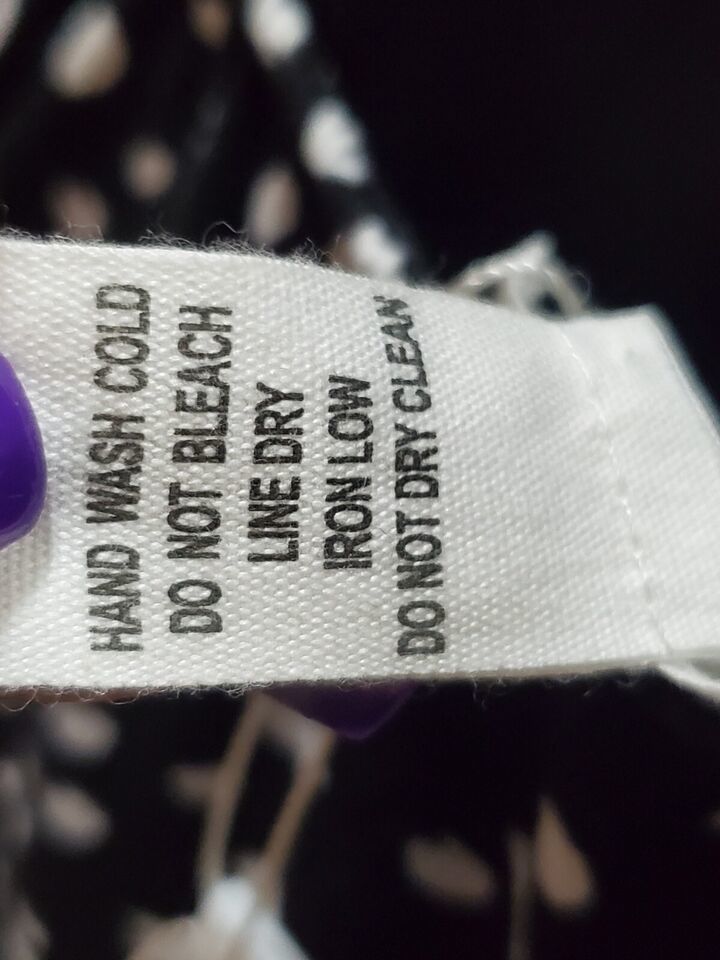 HAND WASH COLD
DO NOT BLEACH
LINE DRY
IRON LOW
DO NOT DRY CLEAN